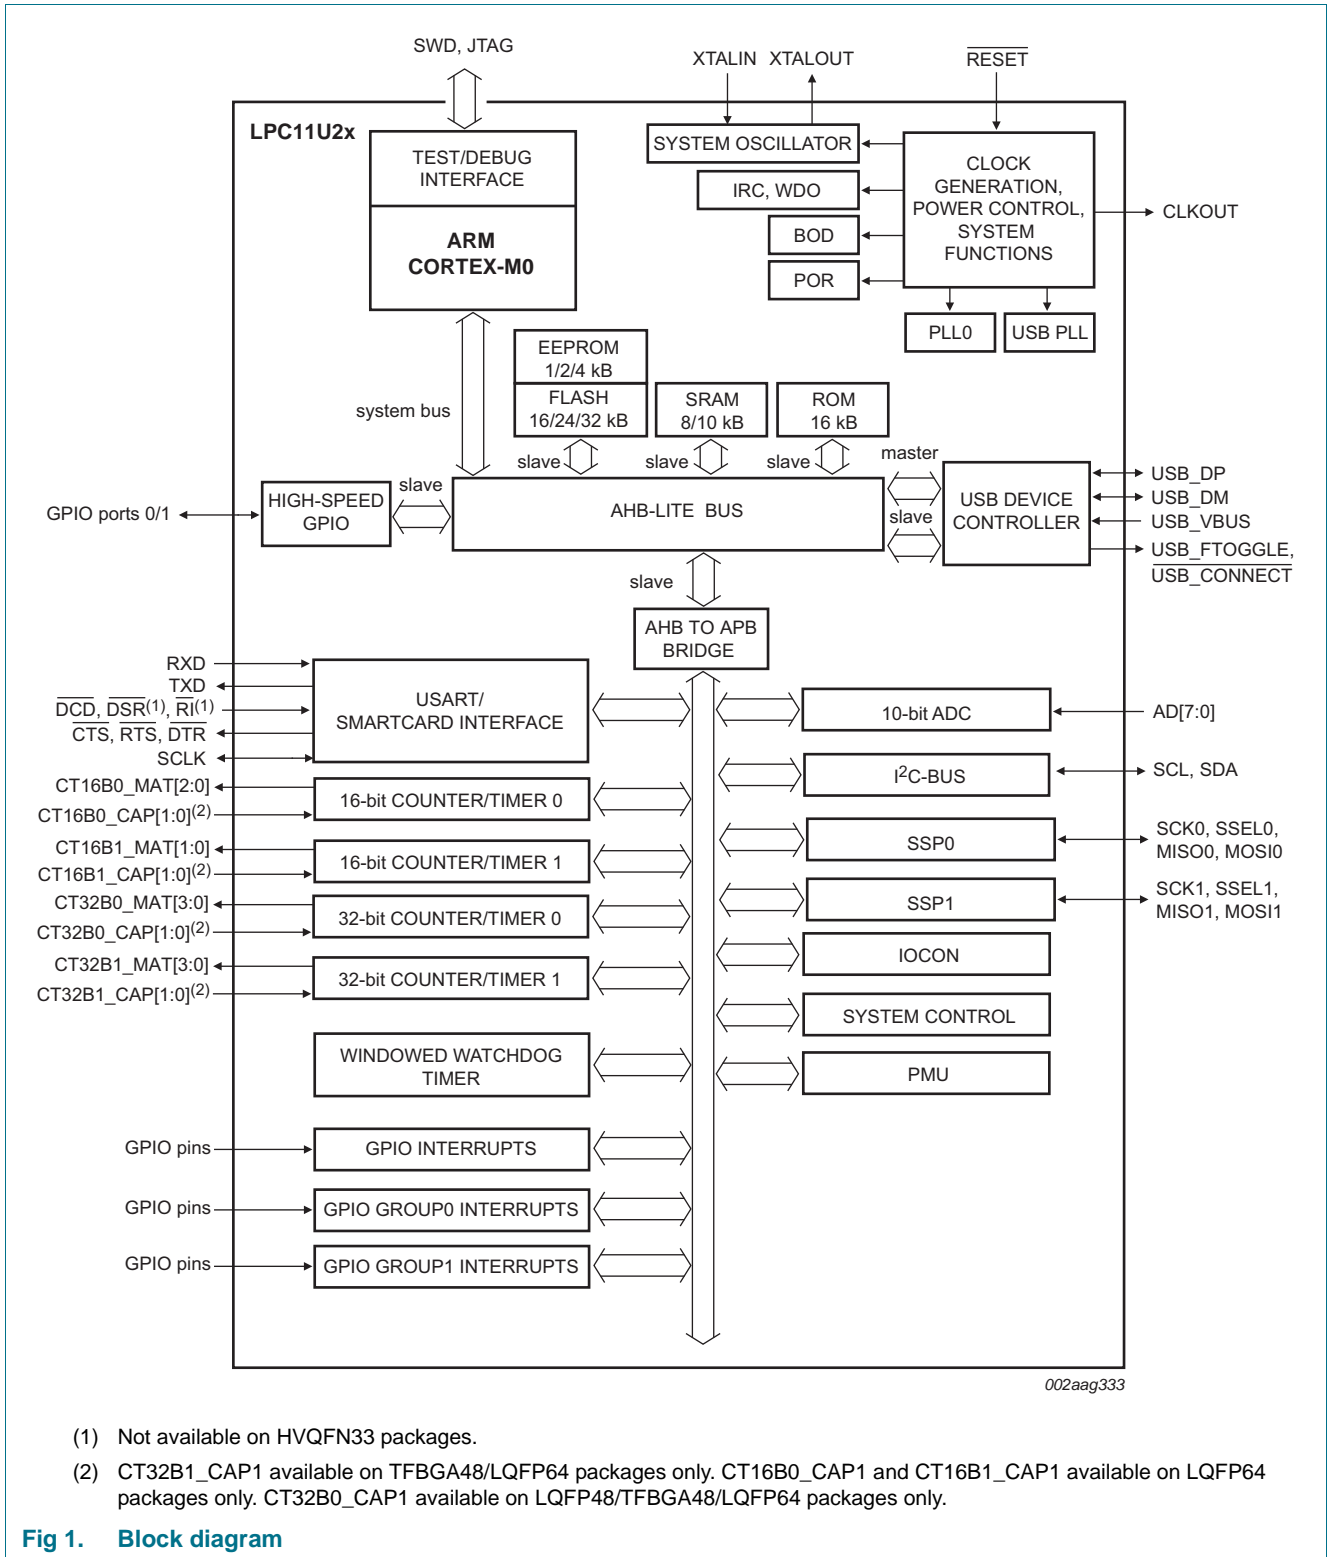 SWD, JTAG
XTALIN XTALOUT
RESET
LPC11U2x
TEST/DEBUG
INTERFACE
ARM
CORTEX-M0
SYSTEM OSCILLATOR
IRC, WDO
BOD
POR
CLOCK
GENERATION,
POWER CONTROL,
SYSTEM
FUNCTIONS
CLKOUT
PLL0
USB PLL
EEPROM
1/2/4 kB
FLASH
16/24/32 kB
SRAM
8/10 kB
ROM
16 kB
system bus
slave
slave
slave
master
slave
slave
GPIO ports 0/1
HIGH-SPEED
GPIO
AHB-LITE BUS
USB DEVICE
CONTROLLER
USB_DP
USB_DM
USB_VBUS
USB_FTOGGLE,
USB_CONNECT
slave
AHB TO APB
BRIDGE
RXD
TXD
DCD, DSR(1), RI(1)
CTS, RTS, DTR
SCLK
USART/
SMARTCARD INTERFACE
CT16B0_MAT[2:0]
CT16B0_CAP[1:0](2)
16-bit COUNTER/TIMER 0
CT16B1_MAT[1:0]
CT16B1_CAP[1:0](2)
16-bit COUNTER/TIMER 1
CT32B0_MAT[3:0]
CT32B0_CAP[1:0](2)
32-bit COUNTER/TIMER 0
CT32B1_MAT[3:0]
CT32B1_CAP[1:0](2)
32-bit COUNTER/TIMER 1
WINDOWED WATCHDOG
TIMER
GPIO pins
GPIO INTERRUPTS
GPIO pins
GPIO GROUP0 INTERRUPTS
GPIO pins
GPIO GROUP1 INTERRUPTS
10-bit ADC
AD[7:0]
I2C-BUS
SCL, SDA
SSP0
SCK0, SSEL0,
MISO0, MOSI0
SSP1
SCK1, SSEL1,
MISO1, MOSI1
IOCON
SYSTEM CONTROL
PMU
002aag333
(1) Not available on HVQFN33 packages.
(2) CT32B1_CAP1 available on TFBGA48/LQFP64 packages only. CT16B0_CAP1 and CT16B1_CAP1 available on LQFP64
packages only. CT32B0_CAP1 available on LQFP48/TFBGA48/LQFP64 packages only.
Fig 1. Block diagram